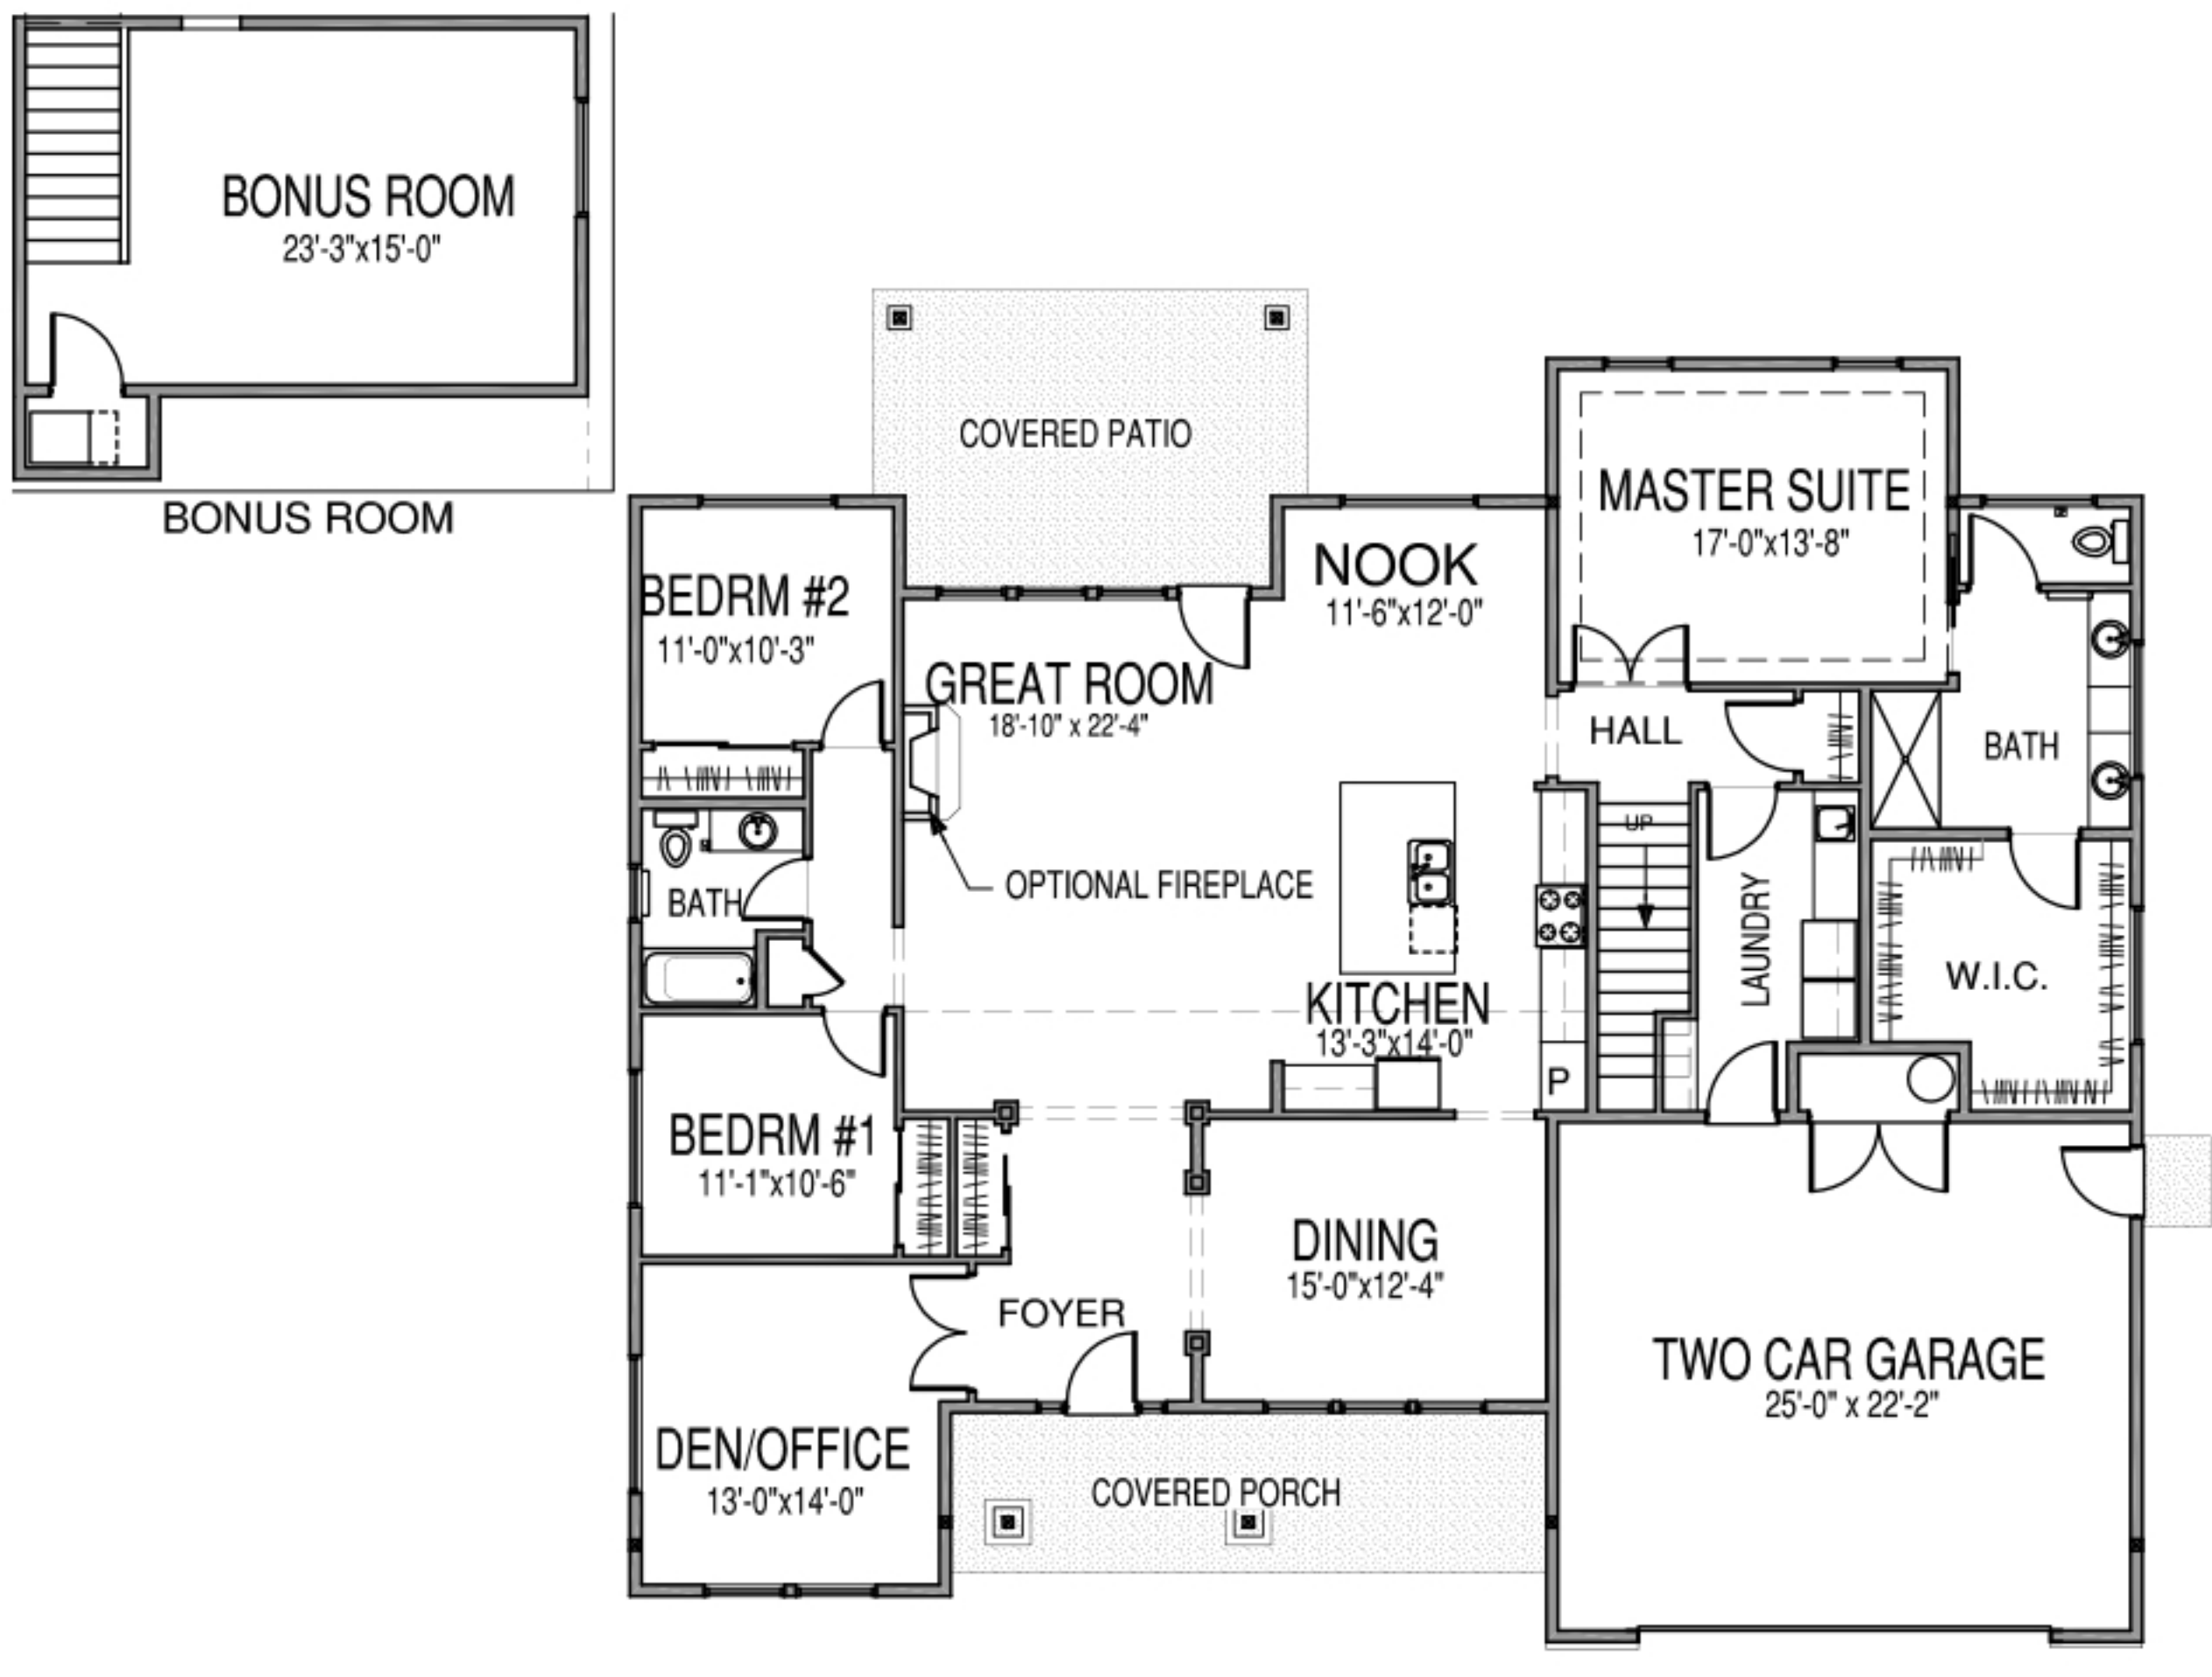 BONUS ROOM
23'-3"x15'-0"
BONUS ROOM
COVERED PATIO
MASTER SUITE
17'-0"x13'-8"
NOOK
11'-6"x12'-0"
BEDRM #2
11'-0"x10'-3"
GREAT ROOM
18'-10" x 22'-4"
HALL
BATH
UP
OPTIONAL FIREPLACE
BATH
LAUNDRY
W.I.C.
KITCHEN
13'-3"x14'-0"
P
BEDRM #1
11'-1"x10'-6"
DINING
15'-0"x12'-4"
FOYER
TWO CAR GARAGE
25'-0" x 22'-2"
DEN/OFFICE
13'-0"x14'-0"
COVERED PORCH